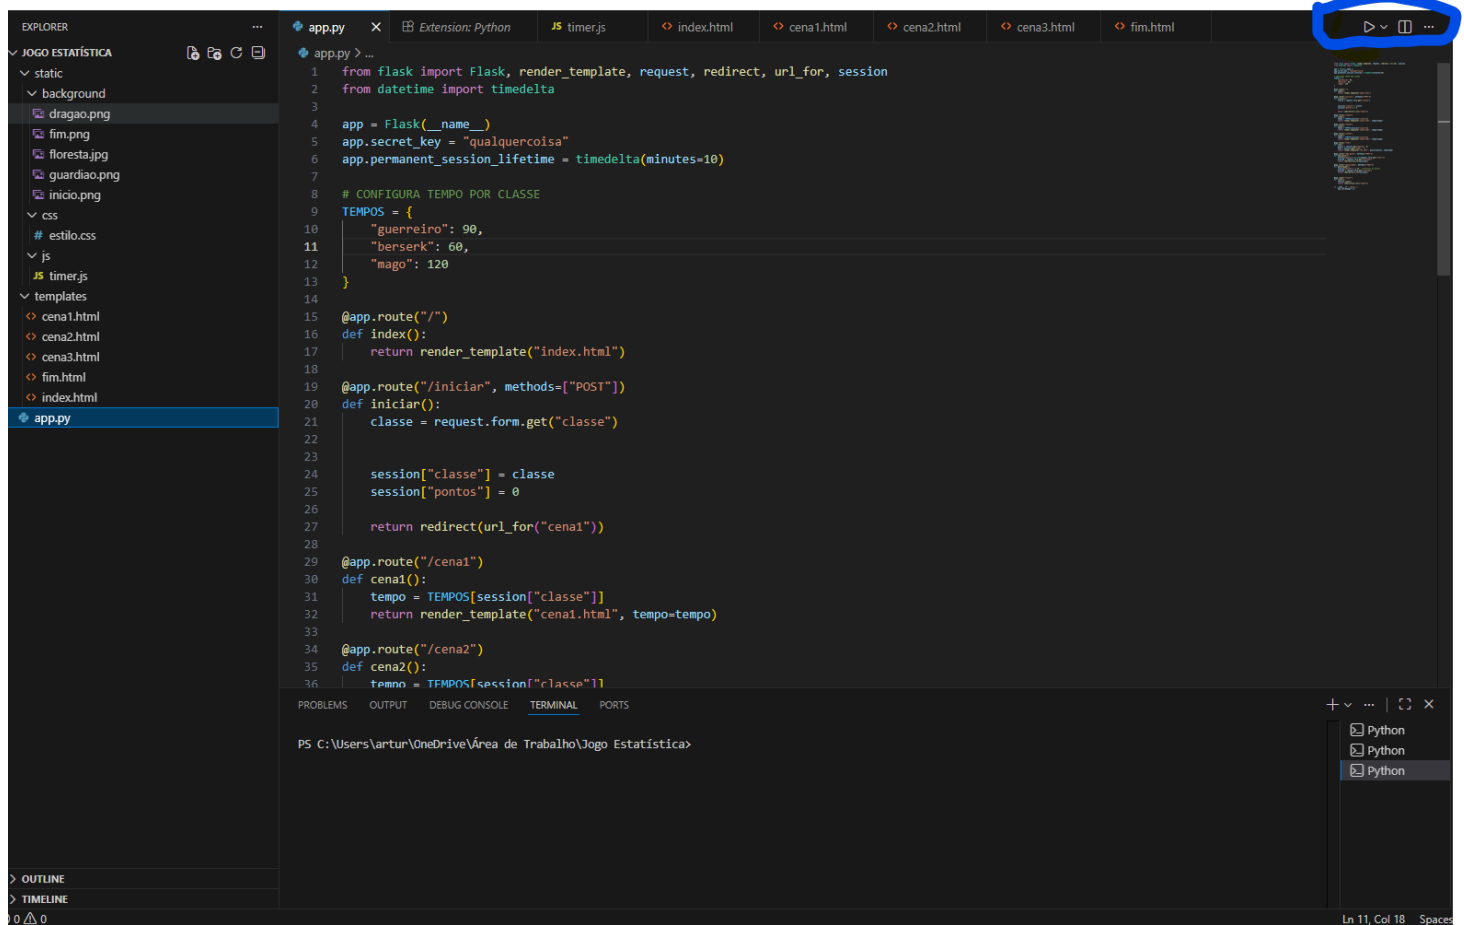 EXPLORER
JOGO ESTATÍSTICA
static
background
dragao.png
fim.png
floresta.jpg
guardiao.png
inicio.png
css
# estilo.css
js
JS timer.js
templates
<> cena1.html
<> cena2.html
<> cena3.html
<> fim.html
<> index.html
app.py
OUTLINE
TIMELINE
0 0
app.py
Extension: Python
JS timer.js
<> index.html
<> cena1.html
<> cena2.html
<> cena3.html
<> fim.html
app.py > ...
1 from flask import Flask, render_template, request, redirect, url_for, session
2 from datetime import timedelta
3
4 app = Flask(__name__)
5 app.secret_key = "qualquercoisa"
6 app.permanent_session_lifetime = timedelta(minutes=10)
7
8 # CONFIGURA TEMPO POR CLASSE
9 TEMPOS = {
10 "guerreiro": 90,
11 "berserk": 60,
12 "mago": 120
13 }
14
15 @app.route("/")
16 def index():
17 return render_template("index.html")
18
19 @app.route("/iniciar", methods=["POST"])
20 def iniciar():
21 classe = request.form.get("classe")
22
23
24 session["classe"] = classe
25 session["pontos"] = 0
26
27 return redirect(url_for("cena1"))
28
29 @app.route("/cena1")
30 def cena1():
31 tempo = TEMPOS[session["classe"]]
32 return render_template("cena1.html", tempo=tempo)
33
34 @app.route("/cena2")
35 def cena2():
36 tempo = TEMPOS[session["classe"]]
PROBLEMS OUTPUT DEBUG CONSOLE TERMINAL PORTS
PS C:\Users\artur\OneDrive\Área de Trabalho\Jogo Estatística>
Python
Python
Python
Ln 11, Col 18 Spaces